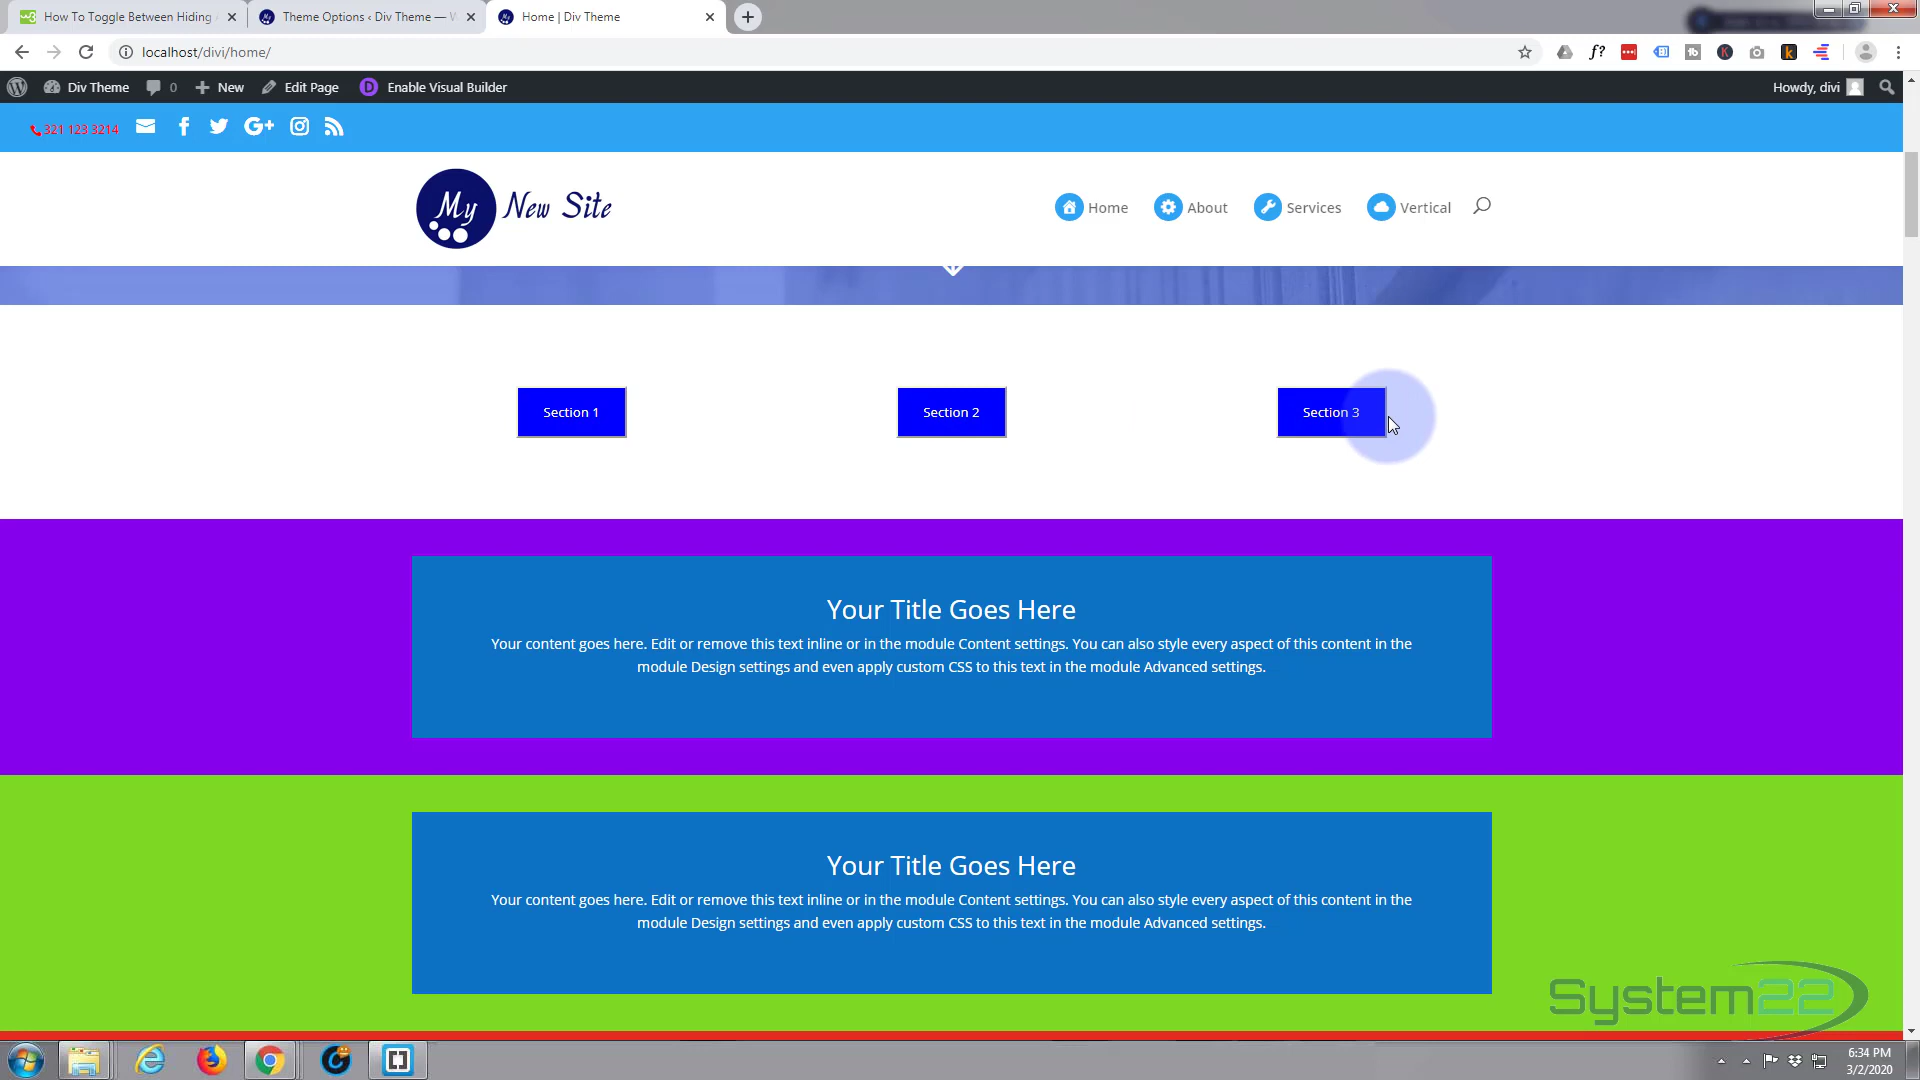 How To Toggle Between Hiding
Theme Options ‹ Div Theme — W
Home | Div Theme
localhost/divi/home/
Div Theme
0
New
Edit Page
Enable Visual Builder
Howdy, divi
321 123 3214
My New Site
Home
About
Services
Vertical
Section 1
Section 2
Section 3
Your Title Goes Here
Your content goes here. Edit or remove this text inline or in the module Content settings. You can also style every aspect of this content in the
module Design settings and even apply custom CSS to this text in the module Advanced settings.
Your Title Goes Here
Your content goes here. Edit or remove this text inline or in the module Content settings. You can also style every aspect of this content in the
module Design settings and even apply custom CSS to this text in the module Advanced settings.
System22
6:34 PM
3/2/2020